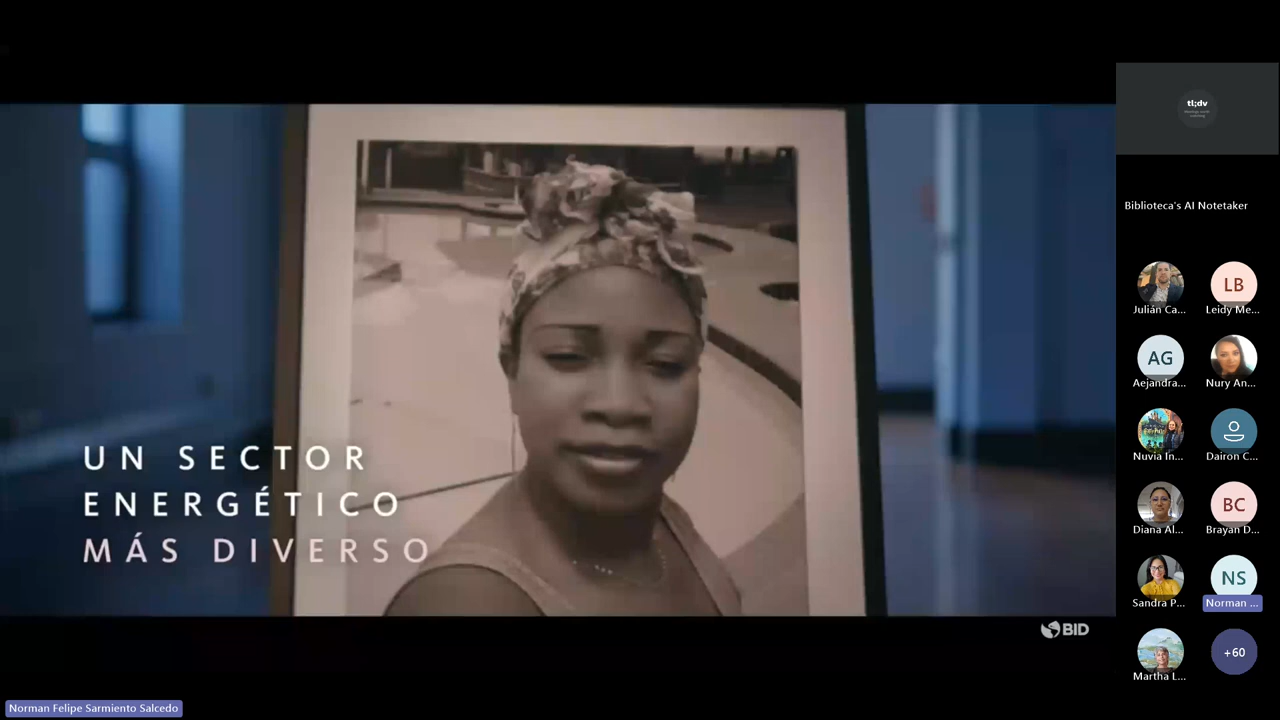 UN SECTOR
ENERGÉTICO
MÁS DIVERSO
BID
Norman Felipe Sarmiento Salcedo
tl;dv
Biblioteca's AI Notetaker
Julián Ca...
LB
Leidy Me...
AG
Aejandra...
Nury An...
Nuvia In...
Dairon C...
Diana Al...
BC
Brayan D...
Sandra P...
NS
Norman ...
Martha L...
+60